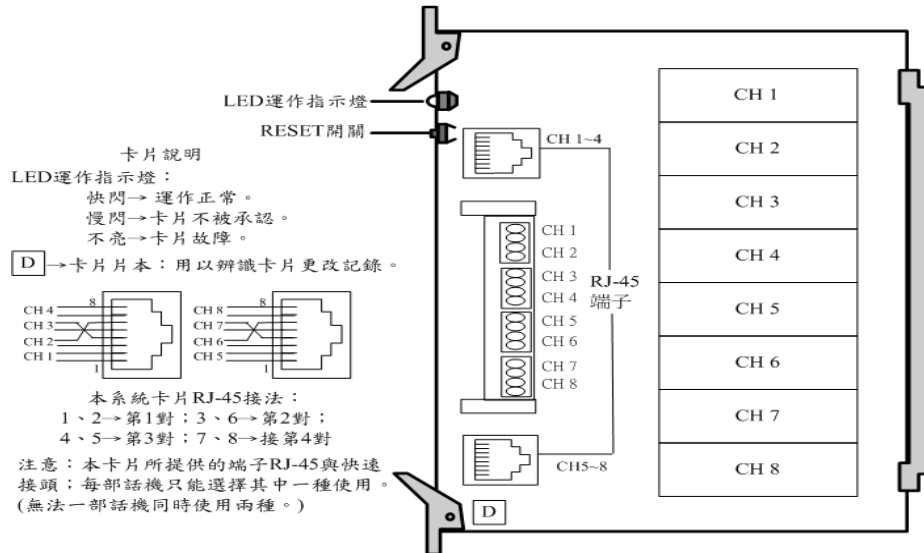 LED運作指示燈
RESET開關
卡片說明
LED運作指示燈：
快閃→運作正常。
慢閃→卡片不被承認。
不亮→卡片故障。
D→卡片片本：用以辨識卡片更改記錄。
8
CH 4
CH 3
CH 2
CH 1
1
8
CH 8
CH 7
CH 6
CH 5
1
本系統卡片RJ-45接法：
1、2→第1對；3、6→第2對；
4、5→第3對；7、8→接第4對
注意：本卡片所提供的端子RJ-45與快速
接頭；每部話機只能選擇其中一種使用。
(無法一部話機同時使用兩種。)
CH 1~4
CH 1
CH 2
CH 3
CH 4
CH 5
CH 6
CH 7
CH 8
RJ-45
端子
CH5~8
D
CH 1
CH 2
CH 3
CH 4
CH 5
CH 6
CH 7
CH 8